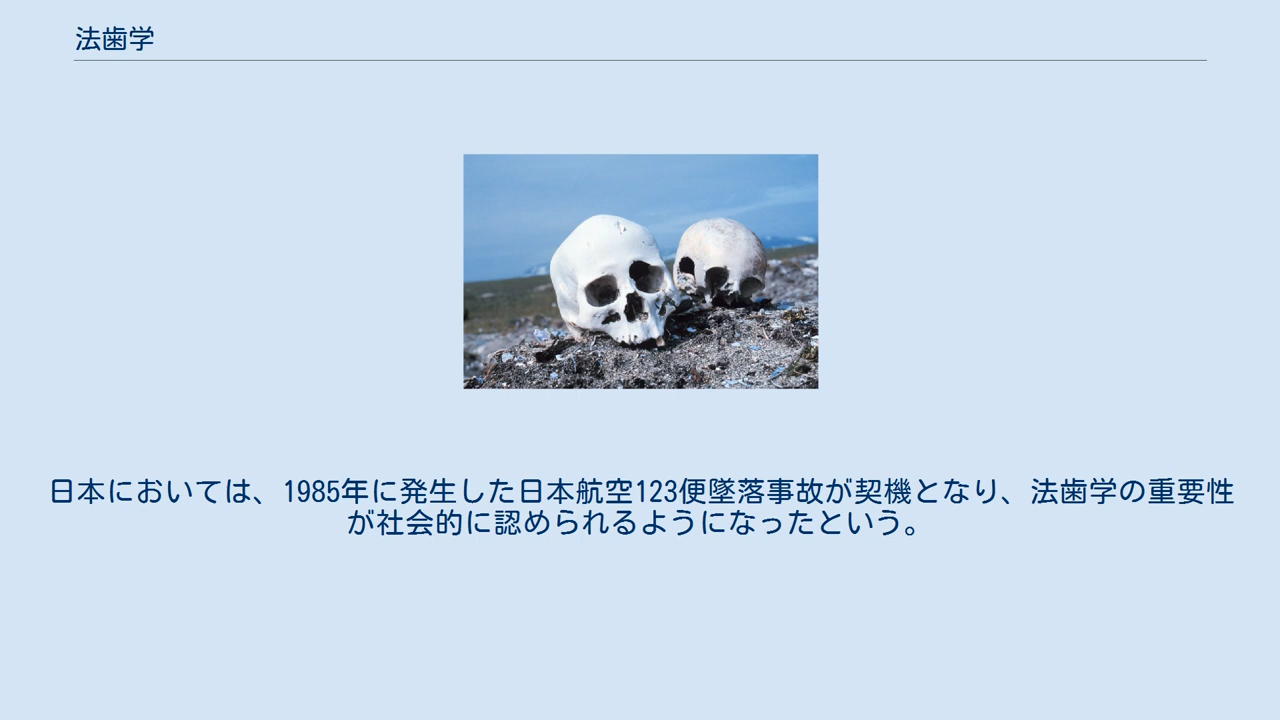 法歯学
日本においては、1985年に発生した日本航空123便墜落事故が契機となり、法歯学の重要性
が社会的に認められるようになったという。